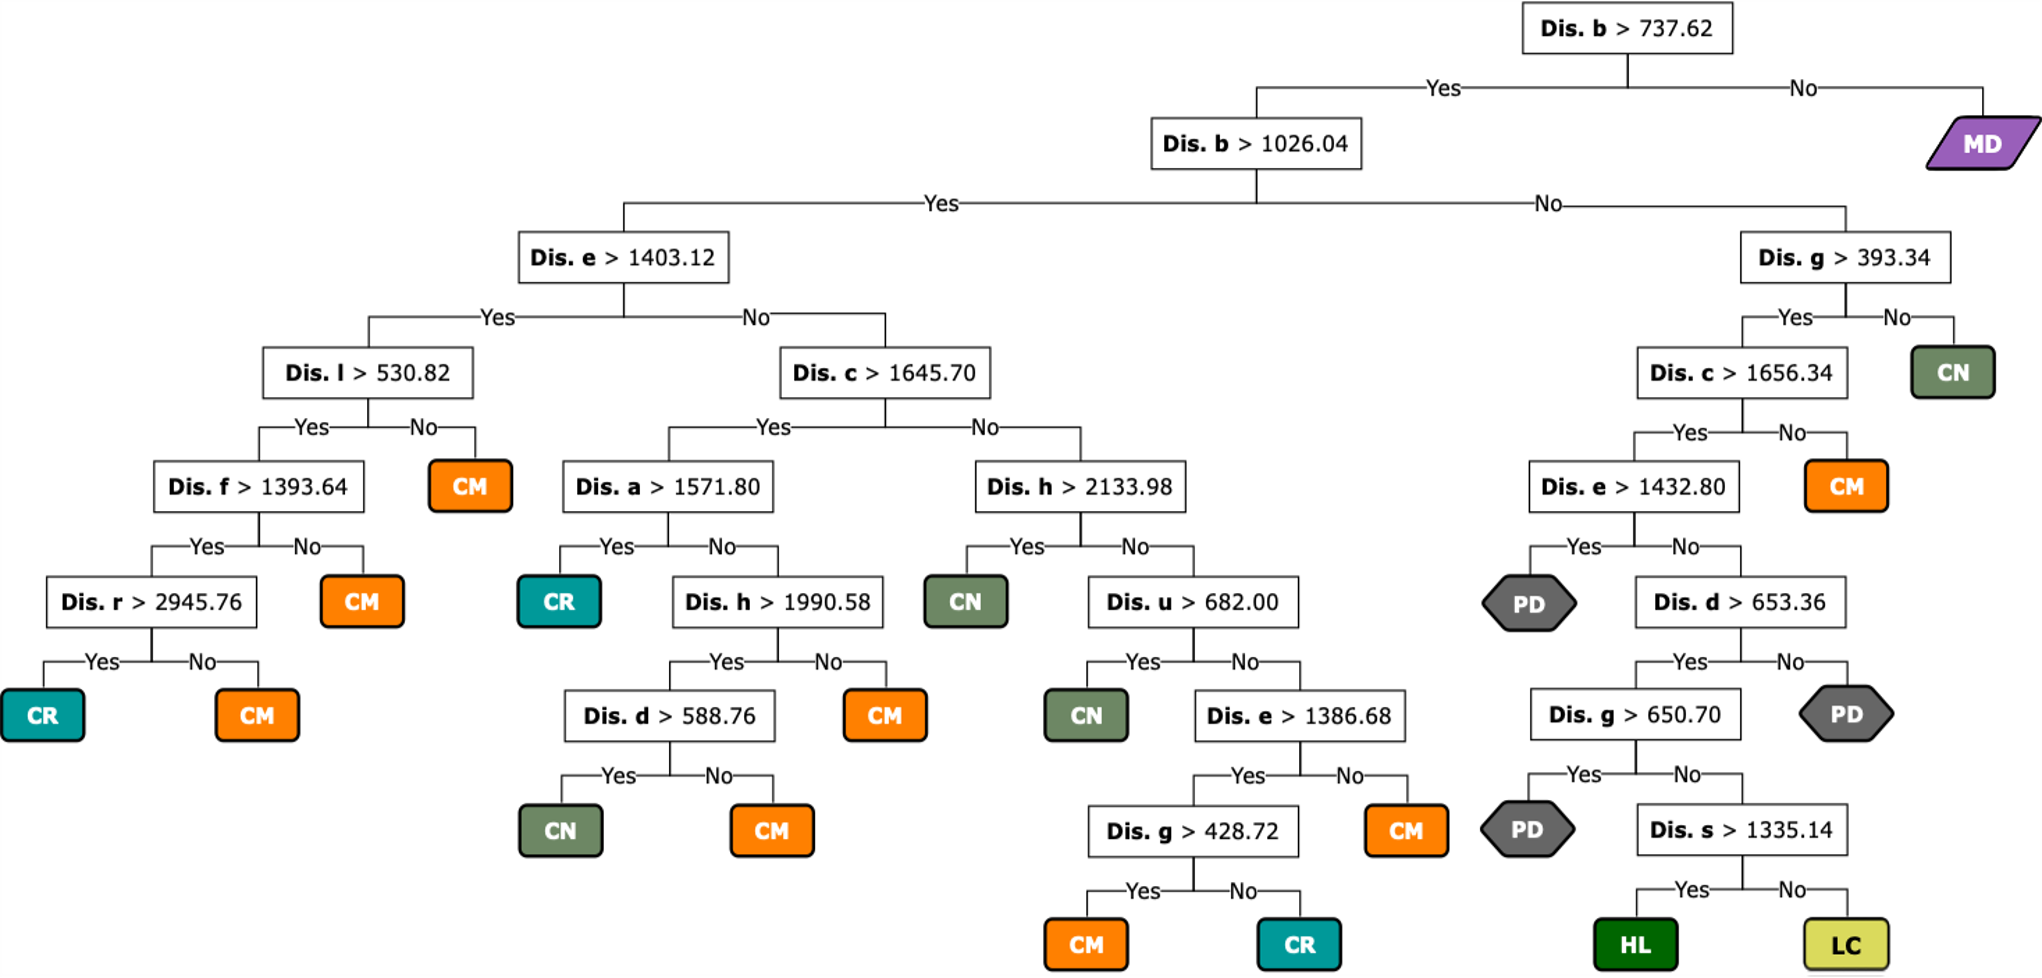 Dis. b > 737.62
Yes No
Dis. b > 1026.04 MD
Yes No
Dis. e > 1403.12 Dis. g > 393.34
Yes No Yes No
Dis. l > 530.82 Dis. c > 1645.70 Dis. c > 1656.34 CN
Yes No Yes No Yes No
Dis. f > 1393.64 CM Dis. a > 1571.80 Dis. h > 2133.98 Dis. e > 1432.80 CM
Yes No Yes No Yes No Yes No
Dis. r > 2945.76 CM CR Dis. h > 1990.58 CN Dis. u > 682.00 PD Dis. d > 653.36
Yes No Yes No Yes No Yes No
CR CM Dis. d > 588.76 CM CN Dis. e > 1386.68 Dis. g > 650.70 PD
Yes No Yes No Yes No
CN CM Dis. g > 428.72 CM PD Dis. s > 1335.14
Yes No Yes No
CM CR HL LC